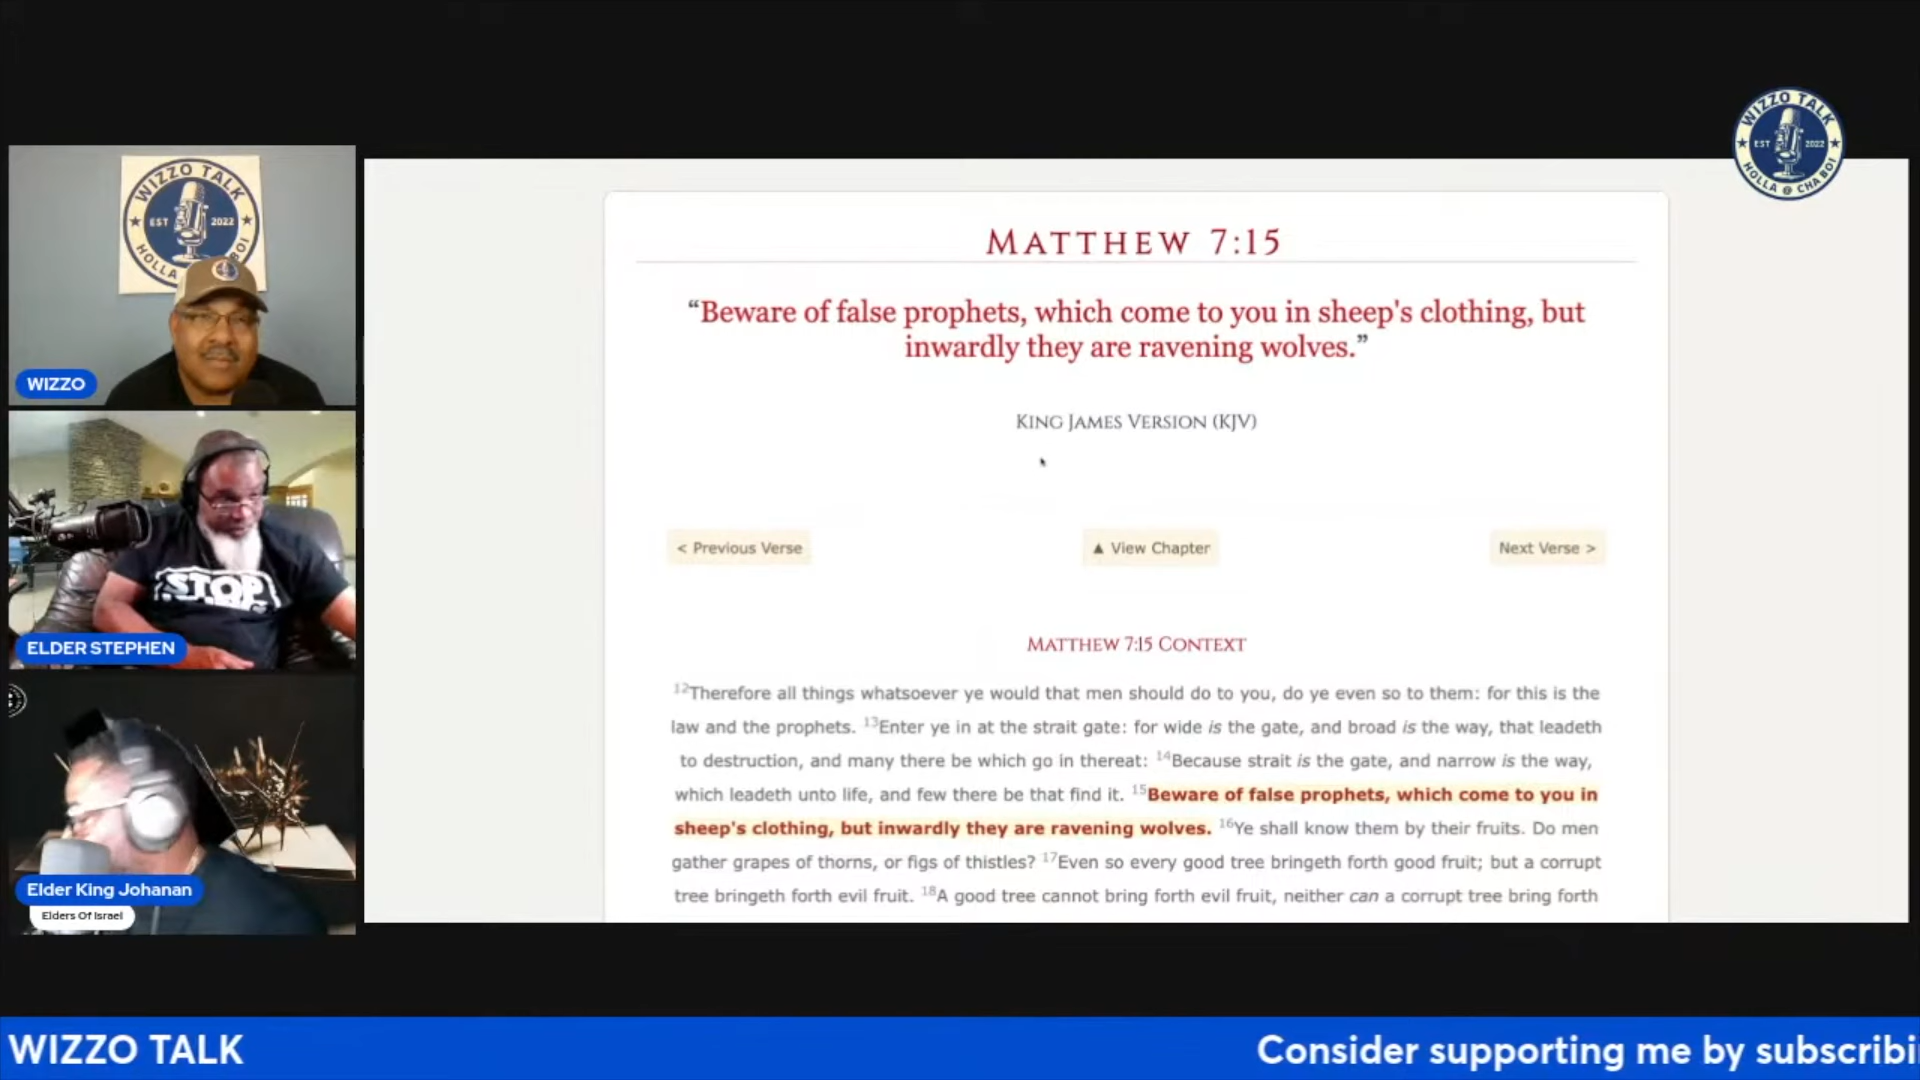 WIZZO TALK
EST 2022
HOLLA @ CHA BOI
WIZZO TALK
EST 2022
HOLLA
BOI
WIZZO
STOP
ELDER STEPHEN
Elder King Johanan
Elders Of Israel
MATTHEW 7:15
“Beware of false prophets, which come to you in sheep's clothing, but
inwardly they are ravening wolves.”
KING JAMES VERSION (KJV)
< Previous Verse
▲ View Chapter
Next Verse >
MATTHEW 7:15 CONTEXT
12Therefore all things whatsoever ye would that men should do to you, do ye even so to them: for this is the
law and the prophets. 13Enter ye in at the strait gate: for wide is the gate, and broad is the way, that leadeth
to destruction, and many there be which go in thereat: 14Because strait is the gate, and narrow is the way,
which leadeth unto life, and few there be that find it. 15Beware of false prophets, which come to you in
sheep's clothing, but inwardly they are ravening wolves. 16Ye shall know them by their fruits. Do men
gather grapes of thorns, or figs of thistles? 17Even so every good tree bringeth forth good fruit; but a corrupt
tree bringeth forth evil fruit. 18A good tree cannot bring forth evil fruit, neither can a corrupt tree bring forth
WIZZO TALK
Consider supporting me by subscribi